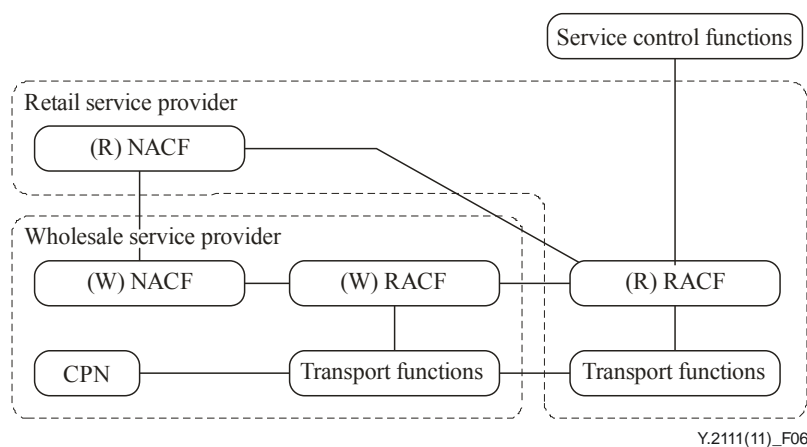 Service control functions
Retail service provider
(R) NACF
Wholesale service provider
(W) NACF
(W) RACF
(R) RACF
CPN
Transport functions
Transport functions
Y.2111(11)_F06